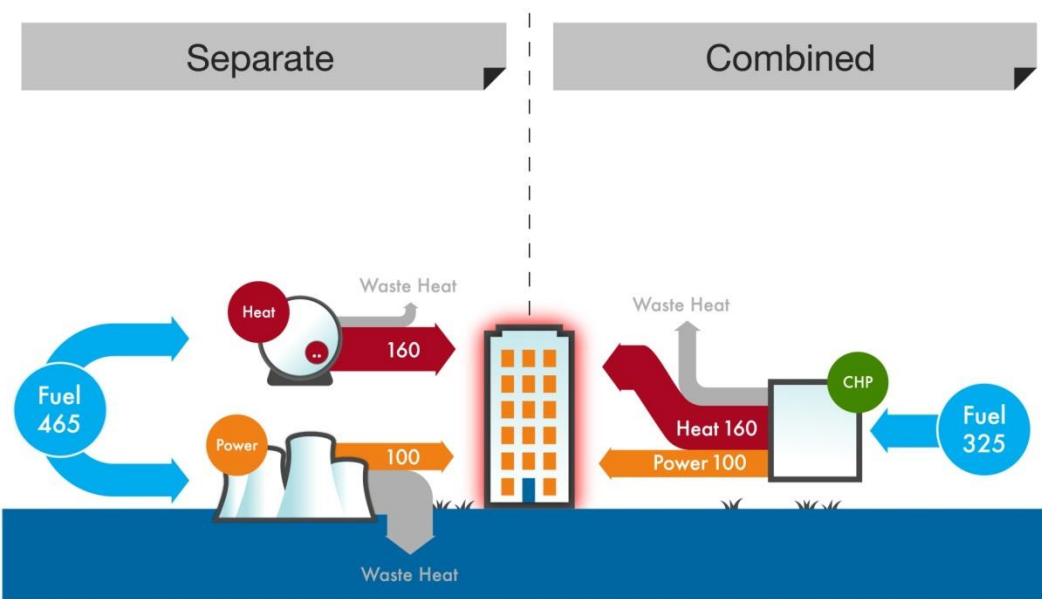 Separate
Combined
Waste Heat
Heat
160
Fuel
465
Power
100
Waste Heat
Waste Heat
CHP
Heat 160
Power 100
Fuel
325